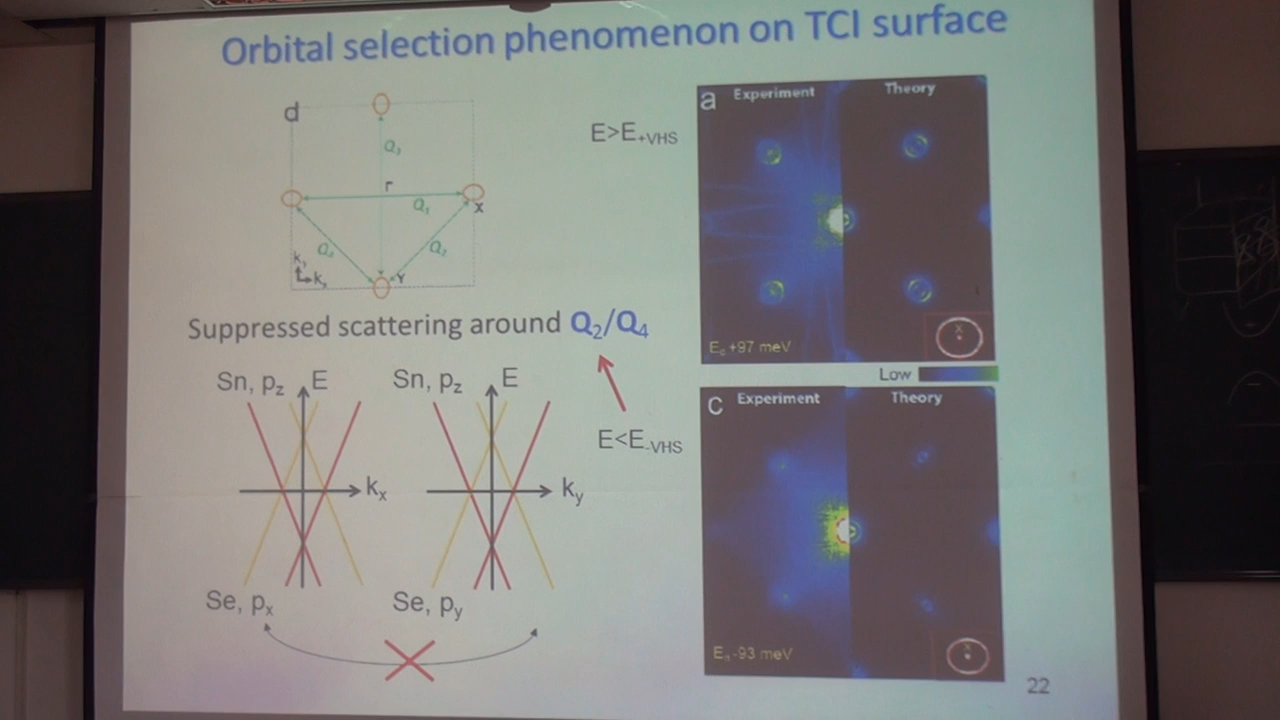 Orbital selection phenomenon on TCI surface
d
Q3
Γ
Q1
X
Q4
Q2
ky
kx
Y
E>E+VHS
a
Experiment
Theory
X
Suppressed scattering around Q2/Q4
E0 +97 meV
Low
Sn, pz
E
Sn, pz
E
E<E-VHS
c
Experiment
Theory
kx
ky
Se, px
Se, py
X
E0 -93 meV
22